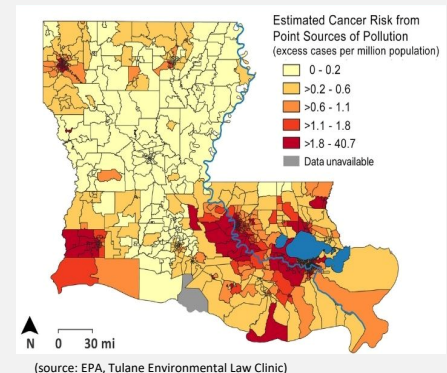 Estimated Cancer Risk from
Point Sources of Pollution
(excess cases per million population)
0 - 0.2
>0.2 - 0.6
>0.6 - 1.1
>1.1 - 1.8
>1.8 - 40.7
Data unavailable
N 0 30 mi
(source: EPA, Tulane Environmental Law Clinic)